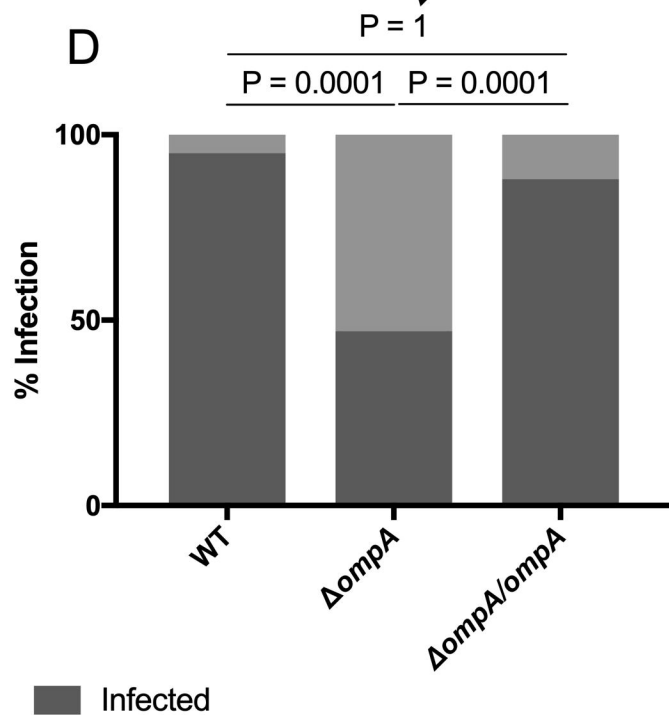 D
P = 1
P = 0.0001 P = 0.0001
100
50
0
% Infection
WT
ΔompA
ΔompA/ompA
Infected